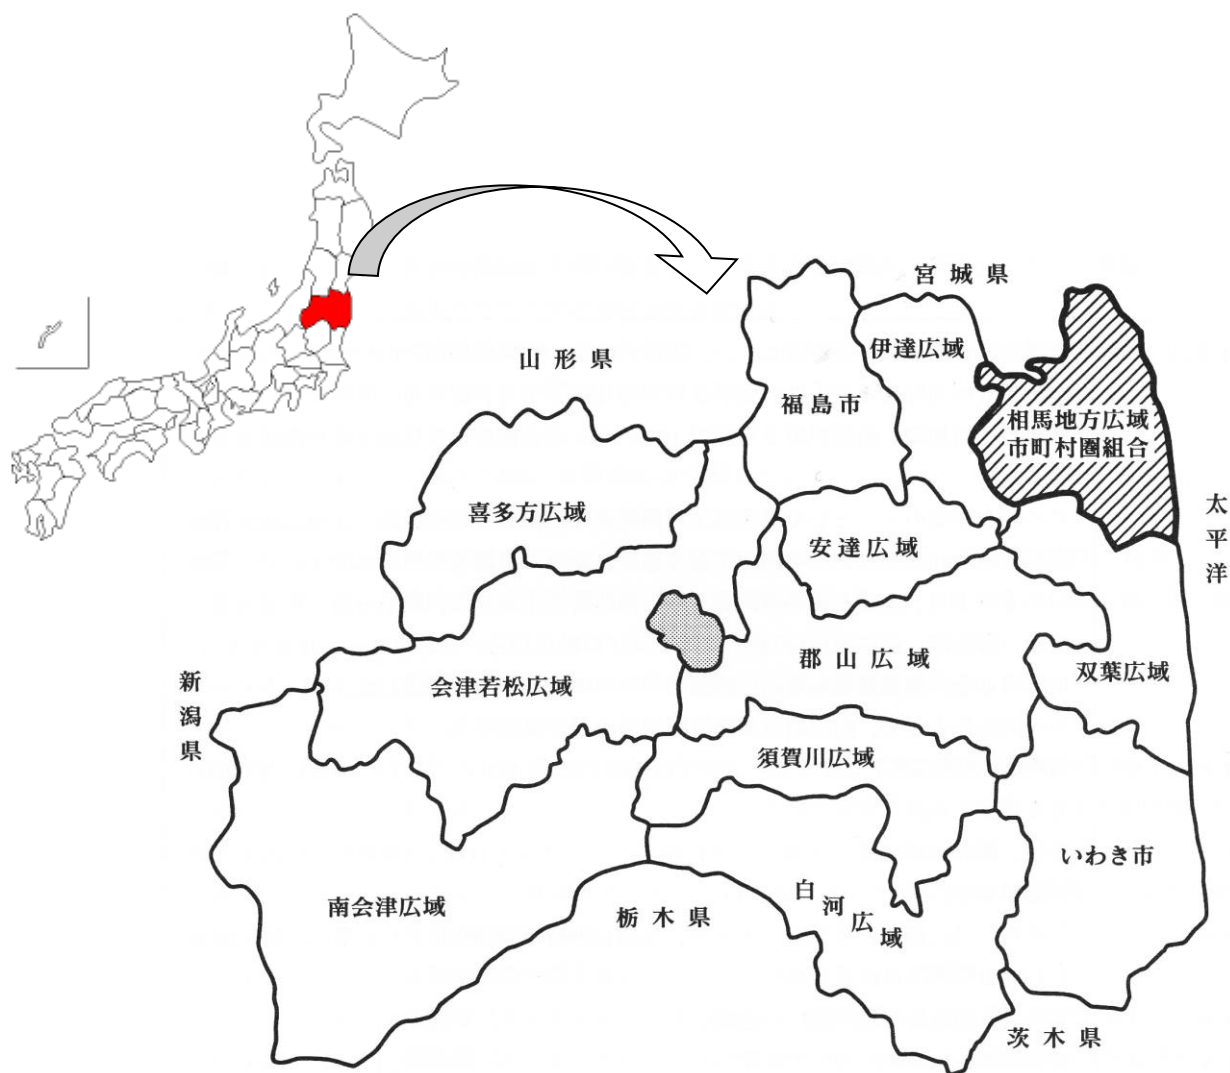 宮城県
伊達広域
山形県
福島市
相馬地方広域
市町村圏組合
喜多方広域
安達広域
太平洋
郡山広域
双葉広域
会津若松広域
新潟県
須賀川広域
いわき市
南会津広域
栃木県
白河広域
茨木県